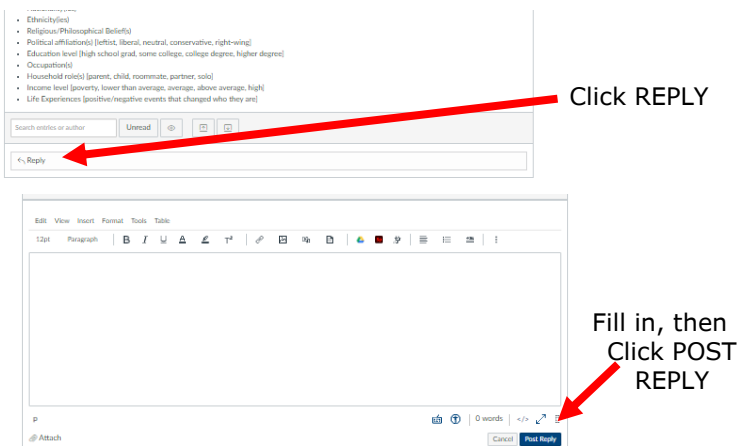 • Ethnicity(ies)
• Religious/Philosophical Belief(s)
• Political affiliation(s) [leftist, liberal, neutral, conservative, right-wing]
• Education level [high school grad, some college, college degree, higher degree]
• Occupation(s)
• Household role(s) [parent, child, roommate, partner, solo]
• Income level [poverty, lower than average, average, above average, high]
• Life Experiences [positive/negative events that changed who they are]
Click REPLY
Search entries or author Unread
Reply
Edit View Insert Format Tools Table
12pt Paragraph B I U A T²
Fill in, then
Click POST
REPLY
p 0 words </>
Attach Cancel Post Reply